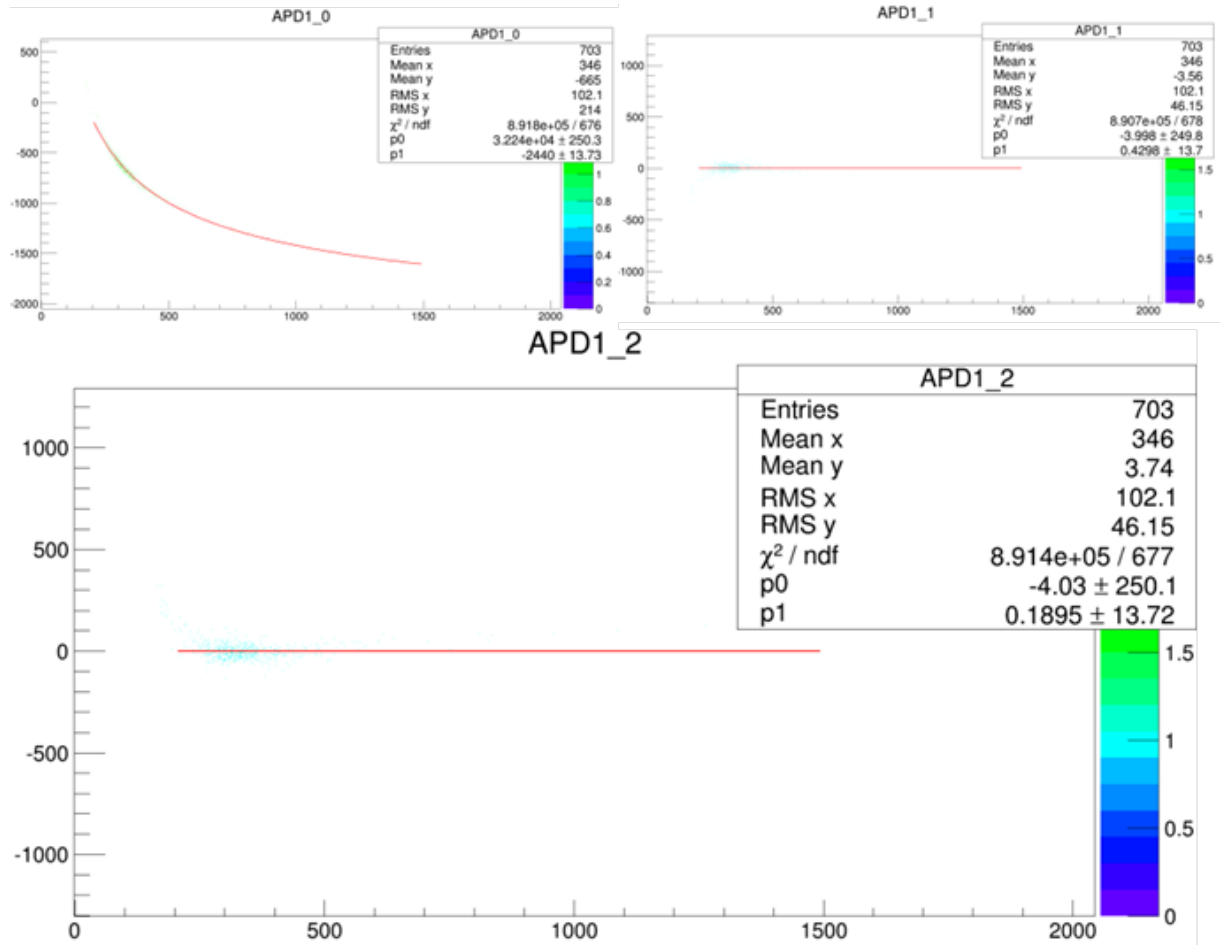 APD1_0
APD1_0
Entries 703
Mean x 346
Mean y -665
RMS x 102.1
RMS y 214
χ² / ndf 8.918e+05 / 676
p0 3.224e+04 ± 250.3
p1 -2440 ± 13.73
500
0
-500
-1000
-1500
-2000
0 500 1000 1500 2000
1
0.8
0.6
0.4
0.2
0
APD1_1
APD1_1
Entries 703
Mean x 346
Mean y -3.56
RMS x 102.1
RMS y 46.15
χ² / ndf 8.907e+05 / 678
p0 -3.998 ± 249.8
p1 0.4298 ± 13.7
1000
500
0
-500
-1000
0 500 1000 1500 2000
1.5
1
0.5
0
APD1_2
APD1_2
Entries 703
Mean x 346
Mean y 3.74
RMS x 102.1
RMS y 46.15
χ² / ndf 8.914e+05 / 677
p0 -4.03 ± 250.1
p1 0.1895 ± 13.72
1000
500
0
-500
-1000
0 500 1000 1500 2000
1.5
1
0.5
0